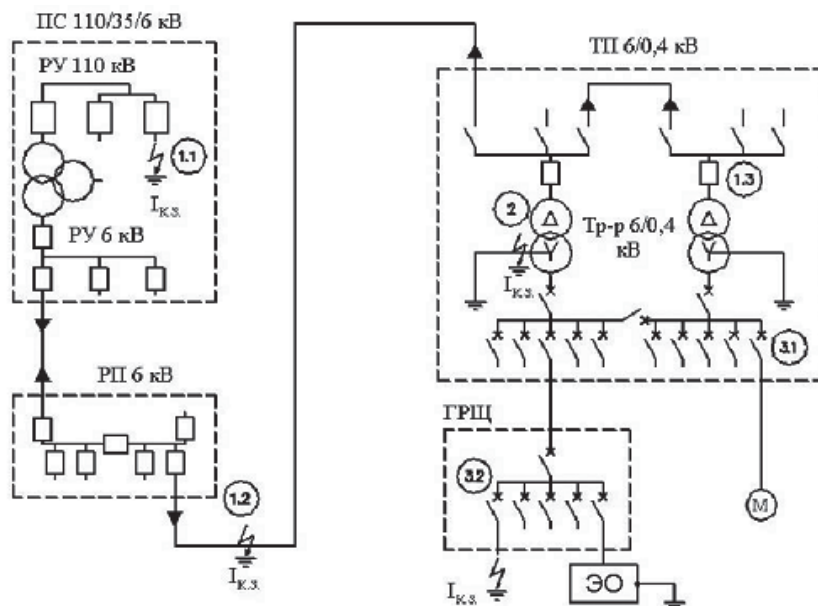 ПС 110/35/6 кВ
РУ 110 кВ
1.1
Iк.з.
РУ 6 кВ
РП 6 кВ
1.2
Iк.з.
ТП 6/0,4 кВ
1.3
2
Δ
Δ
Тр-р 6/0,4
кВ
Y
Y
Iк.з.
3.1
ГРЩ
3.2
М
Iк.з.
ЭО